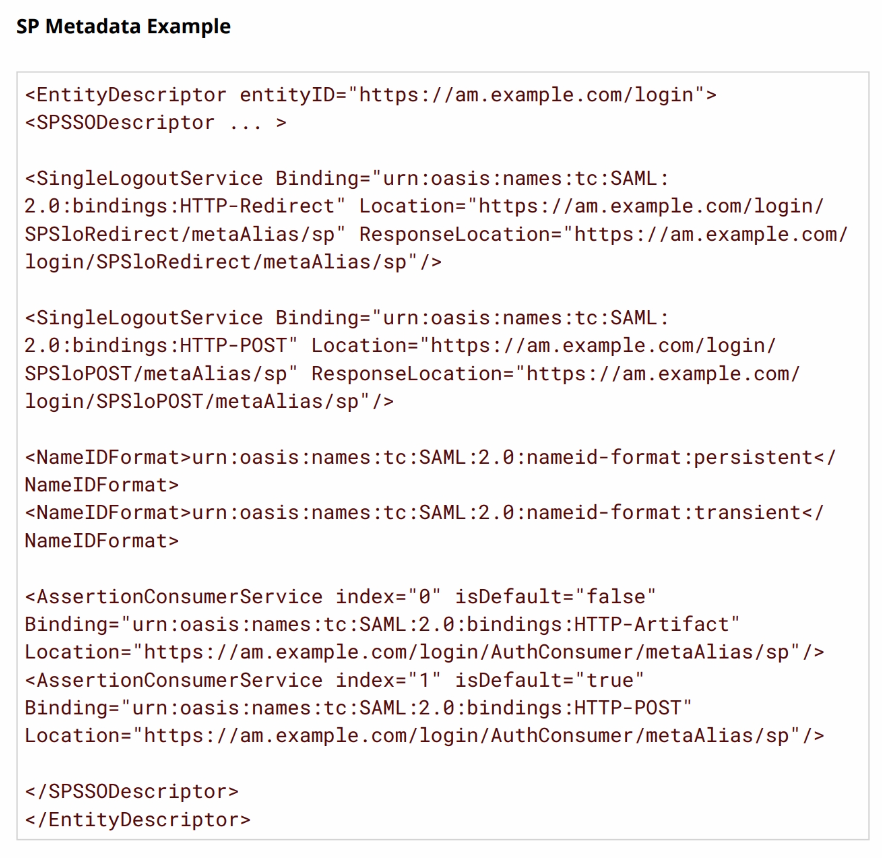 SP Metadata Example
<EntityDescriptor entityID="https://am.example.com/login">
<SPSSODescriptor ... >
<SingleLogoutService Binding="urn:oasis:names:tc:SAML:
2.0:bindings:HTTP-Redirect" Location="https://am.example.com/login/
SPSloRedirect/metaAlias/sp" ResponseLocation="https://am.example.com/
login/SPSloRedirect/metaAlias/sp"/>
<SingleLogoutService Binding="urn:oasis:names:tc:SAML:
2.0:bindings:HTTP-POST" Location="https://am.example.com/login/
SPSloPOST/metaAlias/sp" ResponseLocation="https://am.example.com/
login/SPSloPOST/metaAlias/sp"/>
<NameIDFormat>urn:oasis:names:tc:SAML:2.0:nameid-format:persistent</
NameIDFormat>
<NameIDFormat>urn:oasis:names:tc:SAML:2.0:nameid-format:transient</
NameIDFormat>
<AssertionConsumerService index="0" isDefault="false"
Binding="urn:oasis:names:tc:SAML:2.0:bindings:HTTP-Artifact"
Location="https://am.example.com/login/AuthConsumer/metaAlias/sp"/>
<AssertionConsumerService index="1" isDefault="true"
Binding="urn:oasis:names:tc:SAML:2.0:bindings:HTTP-POST"
Location="https://am.example.com/login/AuthConsumer/metaAlias/sp"/>
</SPSSODescriptor>
</EntityDescriptor>